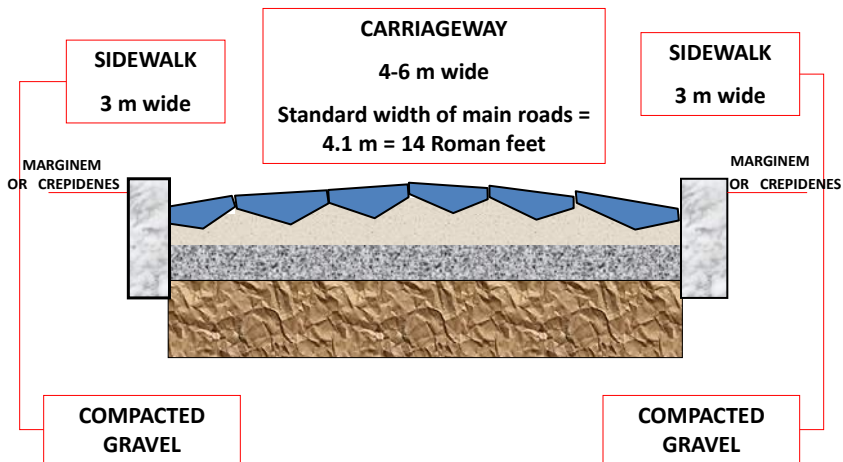 SIDEWALK
3 m wide
CARRIAGEWAY
4-6 m wide
Standard width of main roads =
4.1 m = 14 Roman feet
SIDEWALK
3 m wide
MARGINEM
OR CREPIDENES
MARGINEM
OR CREPIDENES
COMPACTED
GRAVEL
COMPACTED
GRAVEL